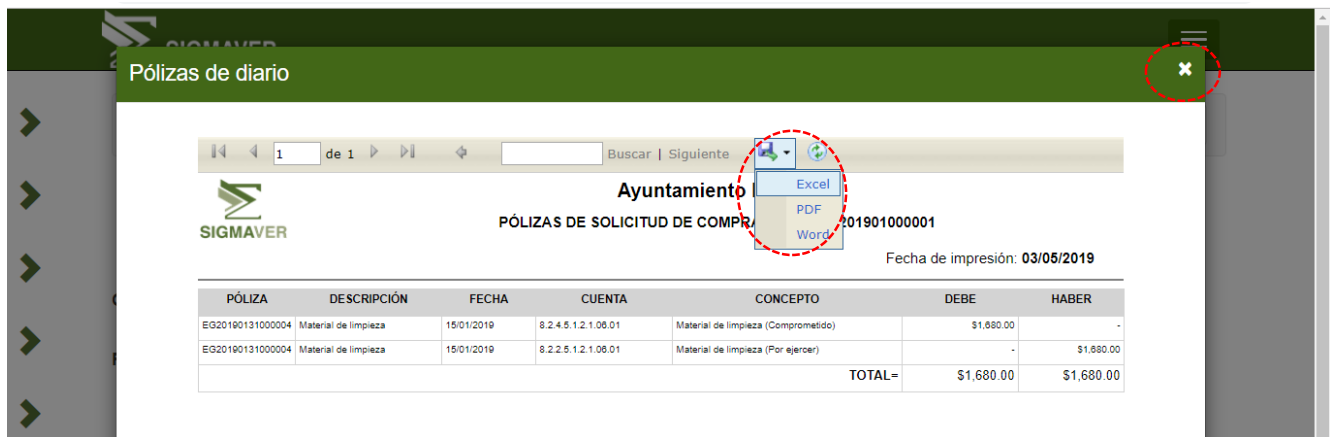 SIGMAVER
Pólizas de diario
1 de 1 Buscar | Siguiente
Excel
PDF
Word
SIGMAVER
Ayuntamiento
PÓLIZAS DE SOLICITUD DE COMPRA 201901000001
Fecha de impresión: 03/05/2019
PÓLIZA DESCRIPCIÓN FECHA CUENTA CONCEPTO DEBE HABER
EG20190131000004 Material de limpieza 15/01/2019 8.2.4.5.1.2.1.06.01 Material de limpieza (Comprometido) $1,680.00 -
EG20190131000004 Material de limpieza 15/01/2019 8.2.2.5.1.2.1.06.01 Material de limpieza (Por ejercer) - $1,680.00
TOTAL= $1,680.00 $1,680.00